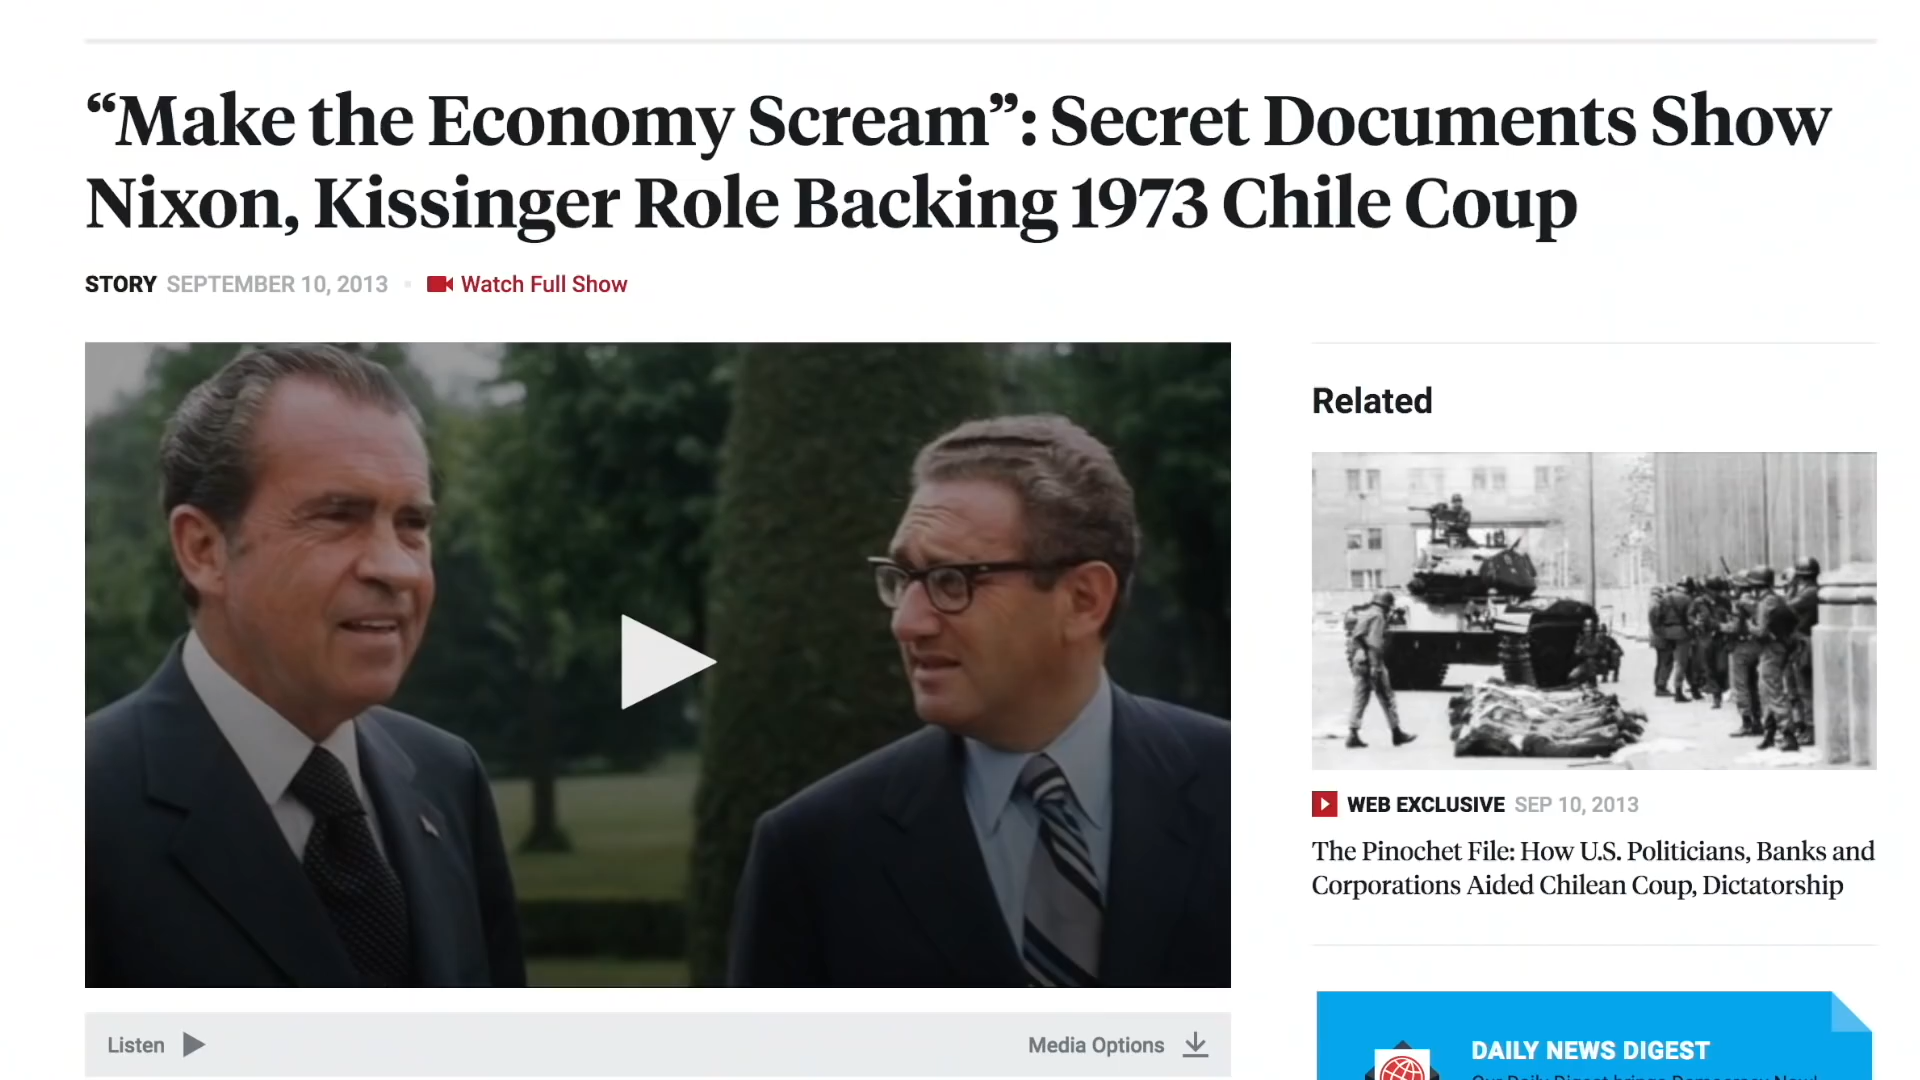 “Make the Economy Scream”: Secret Documents Show
Nixon, Kissinger Role Backing 1973 Chile Coup
STORY SEPTEMBER 10, 2013 Watch Full Show
Related
WEB EXCLUSIVE SEP 10, 2013
The Pinochet File: How U.S. Politicians, Banks and
Corporations Aided Chilean Coup, Dictatorship
Listen
Media Options
DAILY NEWS DIGEST